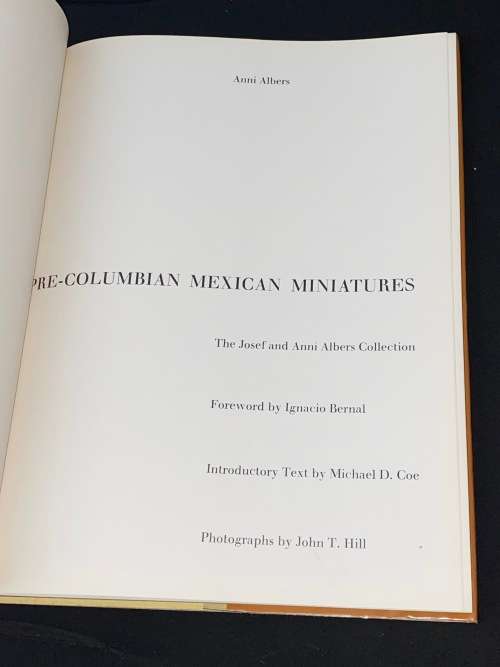 Anni Albers
PRE-COLUMBIAN MEXICAN MINIATURES
The Josef and Anni Albers Collection
Foreword by Ignacio Bernal
Introductory Text by Michael D. Coe
Photographs by John T. Hill